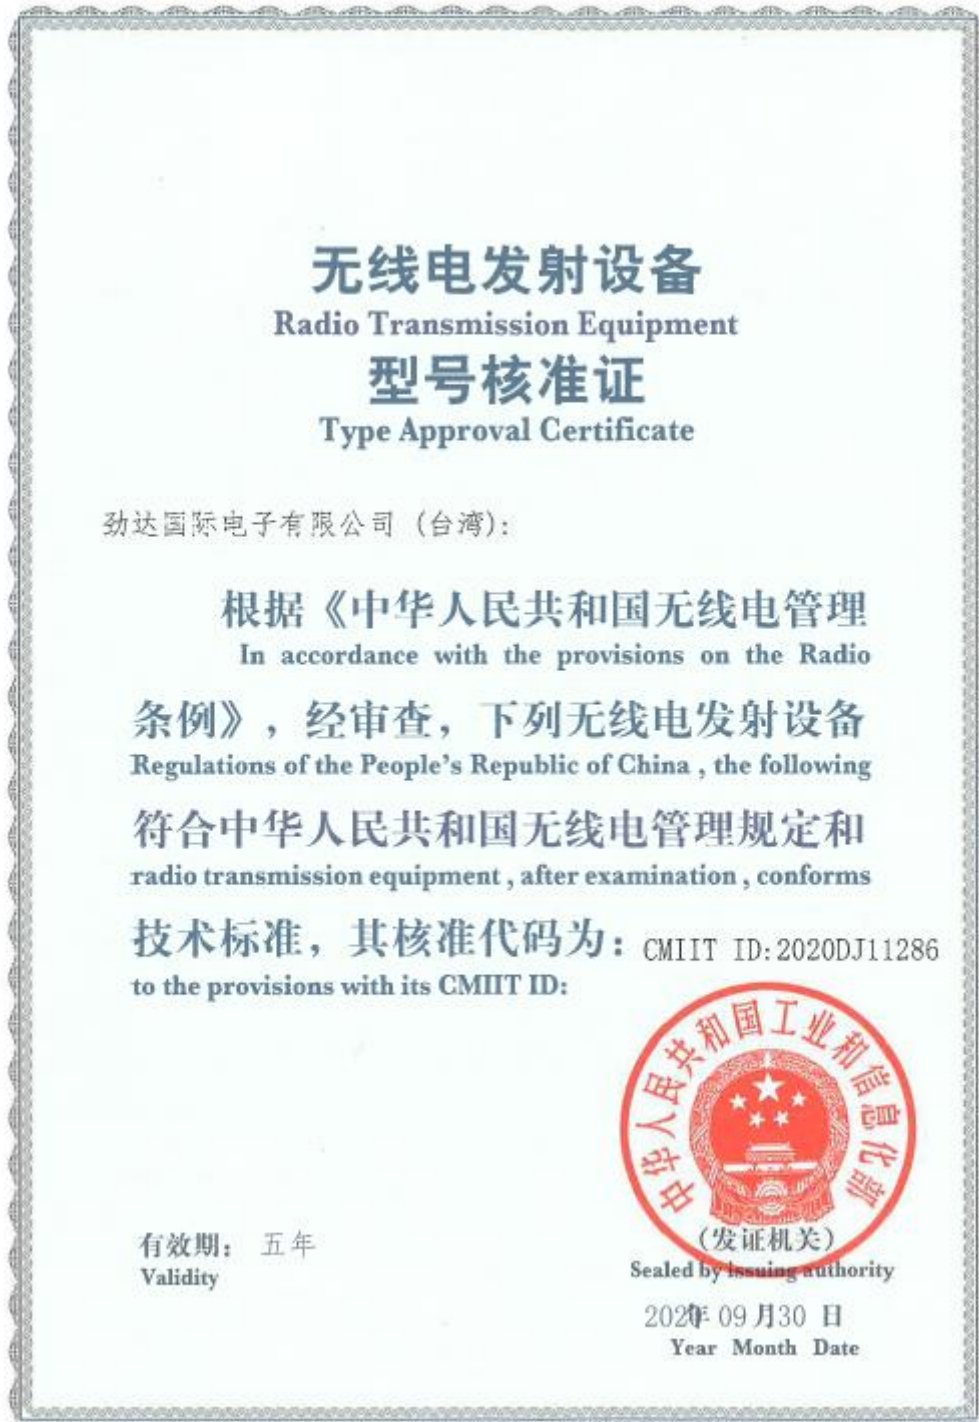 无线电发射设备
Radio Transmission Equipment
型号核准证
Type Approval Certificate
劲达国际电子有限公司 (台湾):
根据《中华人民共和国无线电管理
In accordance with the provisions on the Radio
条例》，经审查，下列无线电发射设备
Regulations of the People's Republic of China , the following
符合中华人民共和国无线电管理规定和
radio transmission equipment , after examination , conforms
技术标准，其核准代码为：CMIIT ID:2020DJ11286
to the provisions with its CMIIT ID:
中华人民共和国工业和信息化部
有效期：五年
Validity
（发证机关）
Sealed by issuing authority
2020年 09 月30 日
Year Month Date